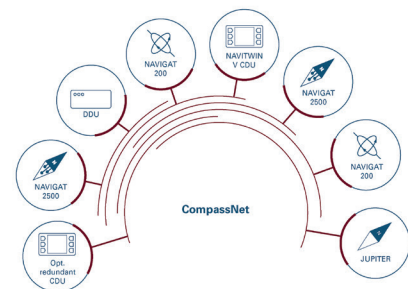 NAVIGAT
200
NAVITWIN
V CDU
NAVIGAT
2500
DDU
NAVIGAT
200
NAVIGAT
2500
CompassNet
JUPITER
Opt.
redundant
CDU